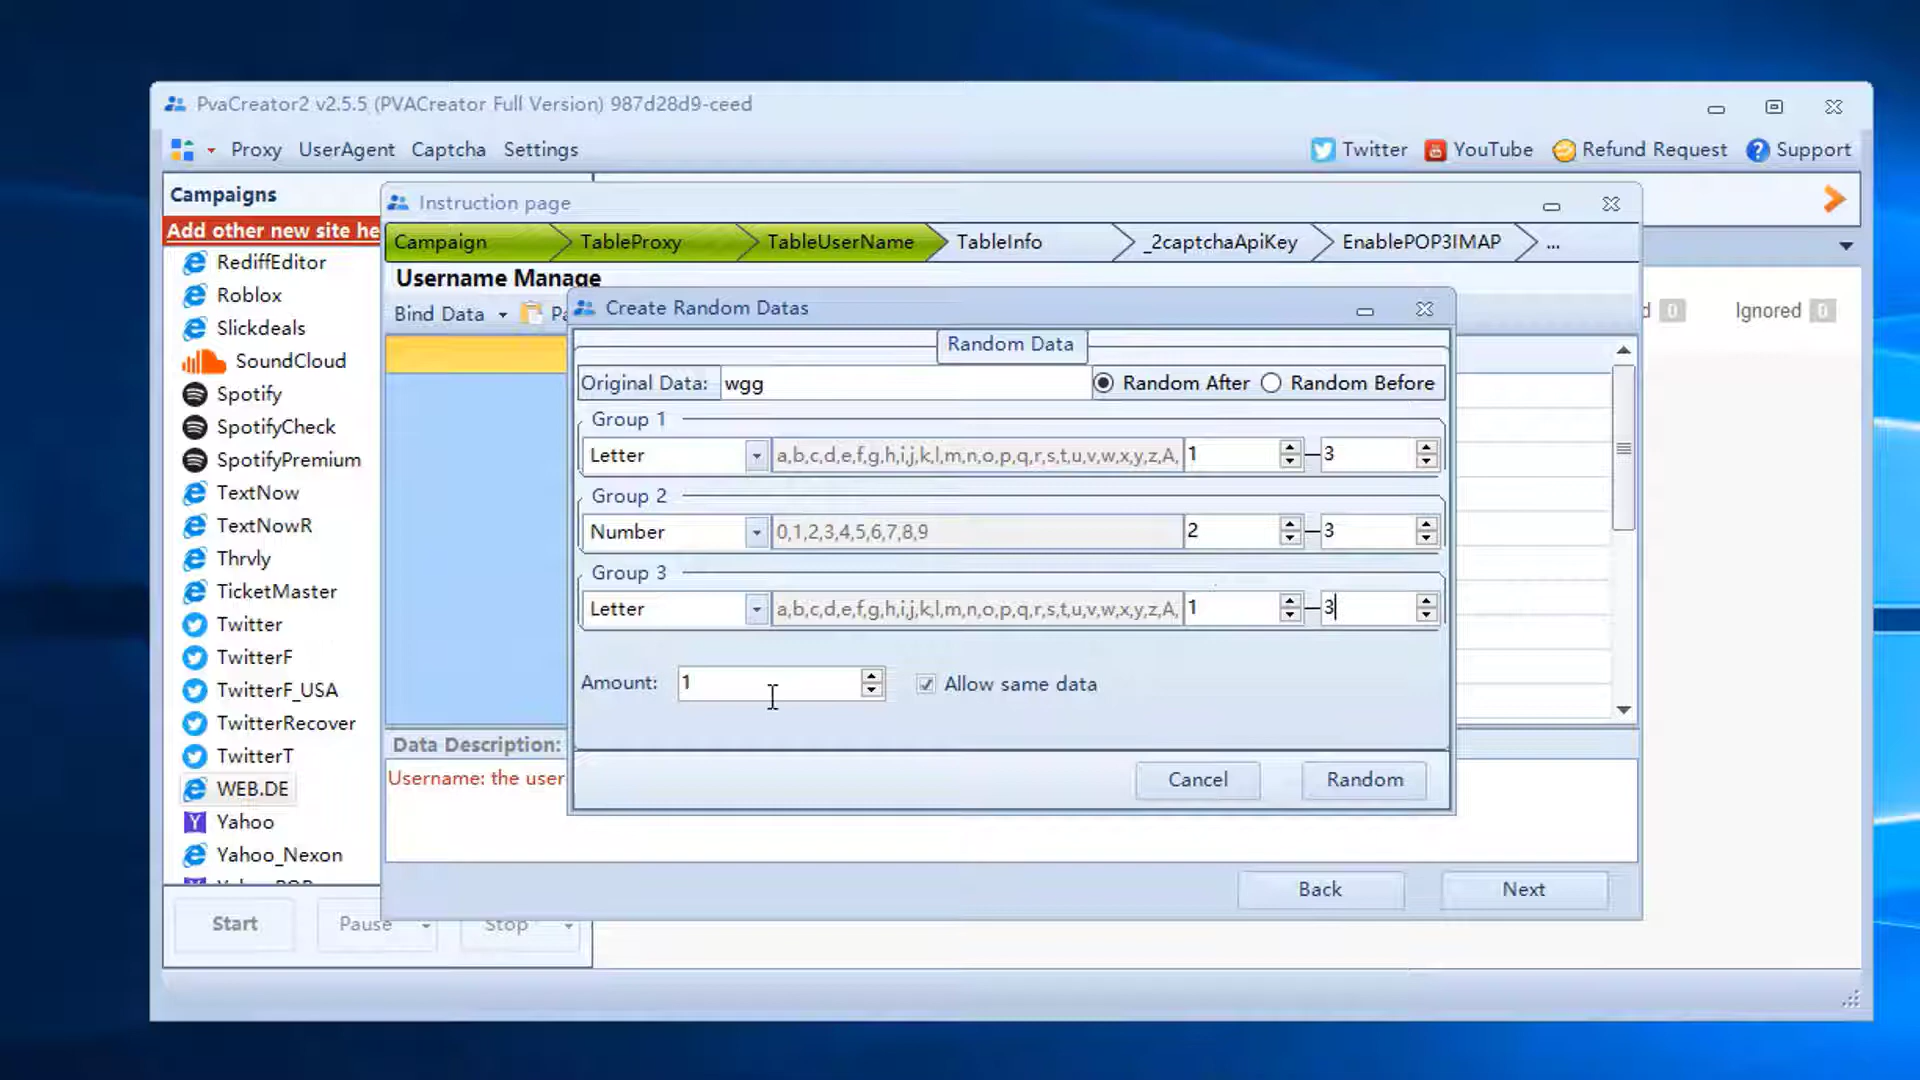 PvaCreator2 v2.5.5 (PVACreator Full Version) 987d28d9-ceed
Proxy UserAgent Captcha Settings Twitter YouTube Refund Request Support
Campaigns
Add other new site he
RediffEditor
Roblox
Slickdeals
SoundCloud
Spotify
SpotifyCheck
SpotifyPremium
TextNow
TextNowR
Thrvly
TicketMaster
Twitter
TwitterF
TwitterF_USA
TwitterRecover
TwitterT
WEB.DE
Yahoo
Yahoo_Nexon
Start Pause Stop
Instruction page
Campaign TableProxy TableUserName TableInfo _2captchaApiKey EnablePOP3IMAP ...
Username Manage
Bind Data Pa
d 0 Ignored 0
Create Random Datas
Random Data
Original Data: wgg Random After Random Before
Group 1
Letter a,b,c,d,e,f,g,h,i,j,k,l,m,n,o,p,q,r,s,t,u,v,w,x,y,z,A, 1 3
Group 2
Number 0,1,2,3,4,5,6,7,8,9 2 3
Group 3
Letter a,b,c,d,e,f,g,h,i,j,k,l,m,n,o,p,q,r,s,t,u,v,w,x,y,z,A, 1 3
Amount: 1 Allow same data
Cancel Random
Data Description:
Username: the user
Back Next